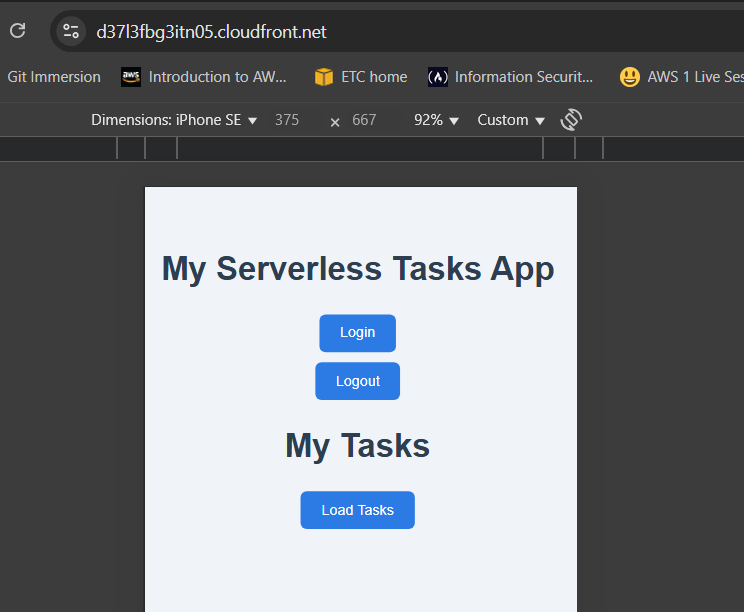 d37l3fbg3itn05.cloudfront.net
Git Immersion aws Introduction to AW... ETC home (A) Information Securit... AWS 1 Live Ses
Dimensions: iPhone SE 375 × 667 92% Custom
My Serverless Tasks App
Login
Logout
My Tasks
Load Tasks